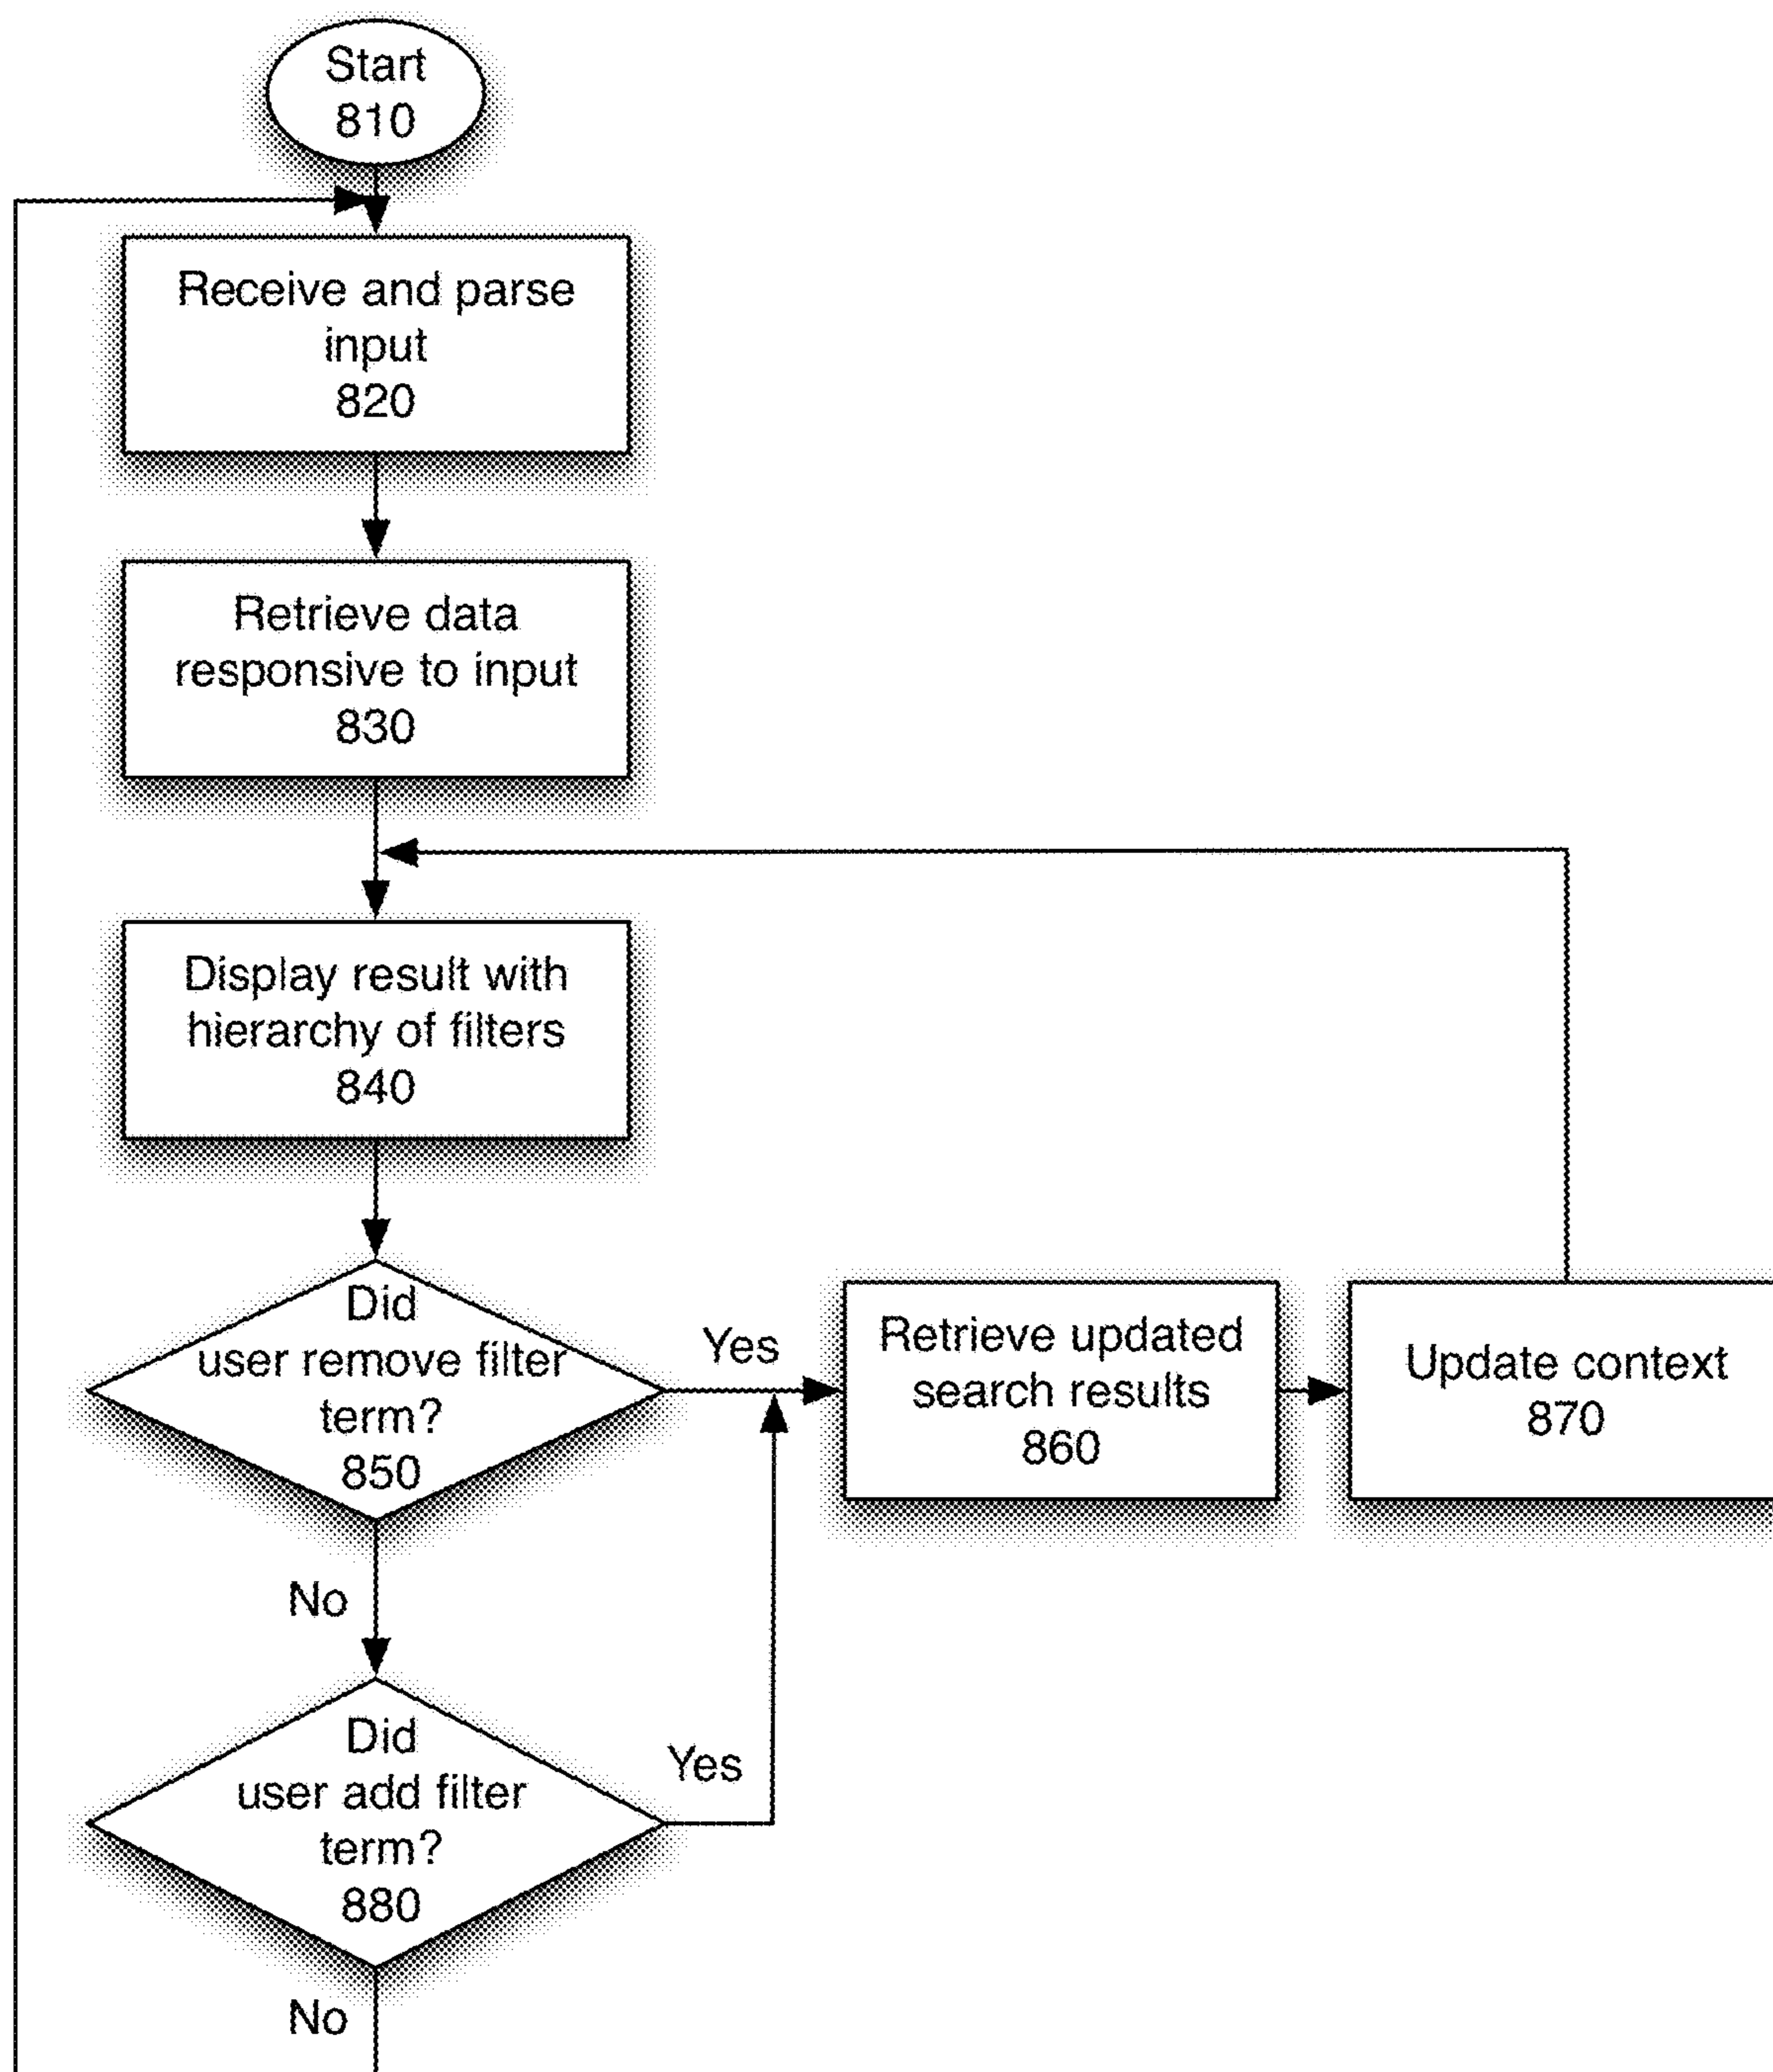 Start
810
Receive and parse
input
820
Retrieve data
responsive to input
830
Display result with
hierarchy of filters
840
Did
user remove filter
term?
850
Yes
Retrieve updated
search results
860
Update context
870
No
Did
user add filter
term?
880
Yes
No